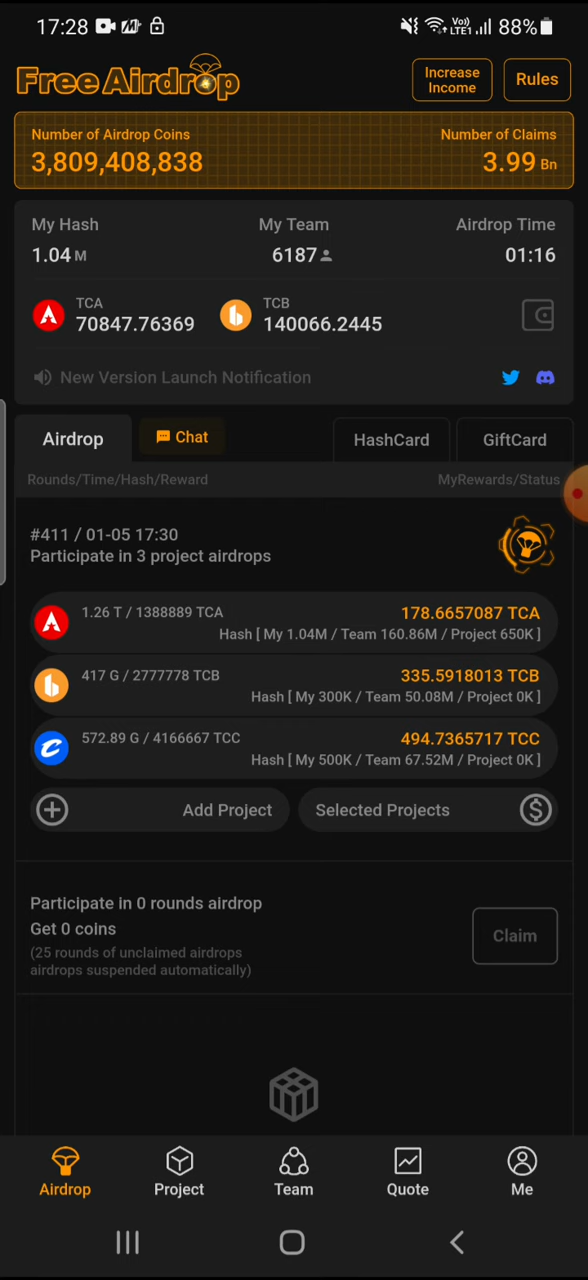 17:28 Vo) LTE1 88%
Free Airdrop
Increase
Income
Rules
Number of Airdrop Coins Number of Claims
3,809,408,838 3.99 Bn
My Hash My Team Airdrop Time
1.04 M 6187 01:16
TCA TCB
70847.76369 140066.2445
New Version Launch Notification
Airdrop Chat HashCard GiftCard
Rounds/Time/Hash/Reward MyRewards/Status
#411 / 01-05 17:30
Participate in 3 project airdrops
1.26 T / 1388889 TCA 178.6657087 TCA
Hash [ My 1.04M / Team 160.86M / Project 650K ]
417 G / 2777778 TCB 335.5918013 TCB
Hash [ My 300K / Team 50.08M / Project 0K ]
572.89 G / 4166667 TCC 494.7365717 TCC
Hash [ My 500K / Team 67.52M / Project 0K ]
Add Project Selected Projects
Participate in 0 rounds airdrop
Get 0 coins
(25 rounds of unclaimed airdrops
airdrops suspended automatically)
Claim
Airdrop Project Team Quote Me